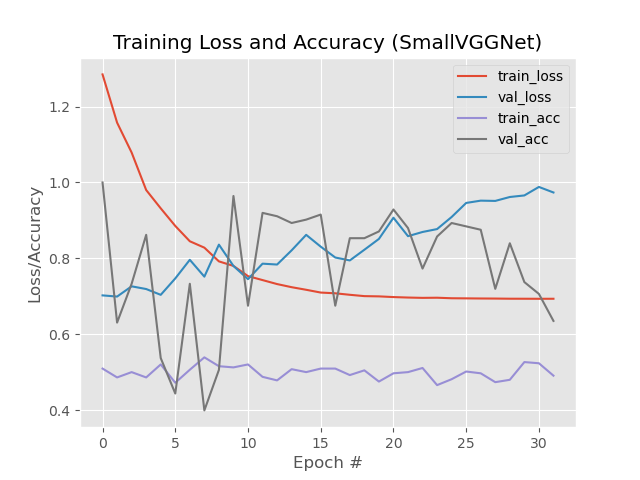 Training Loss and Accuracy (SmallVGGNet)
train_loss
val_loss
train_acc
val_acc
1.2
1.0
0.8
0.6
0.4
Loss/Accuracy
0 5 10 15 20 25 30
Epoch #